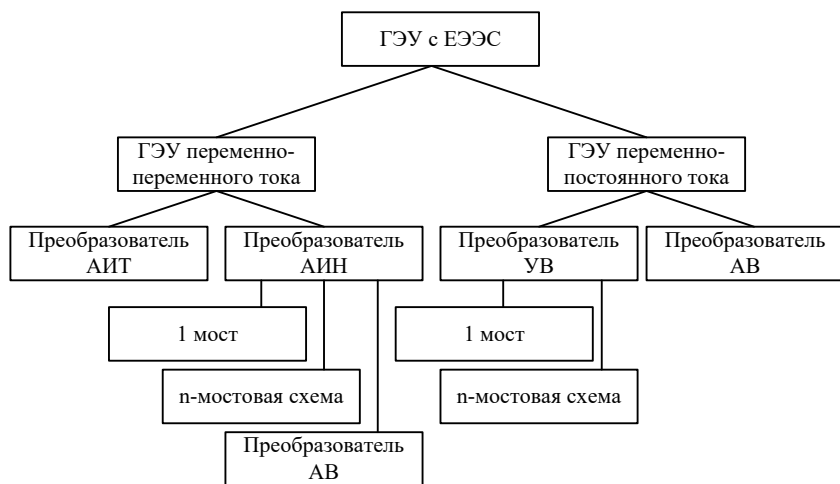 ГЭУ с ЕЭЭС
ГЭУ переменно-
переменного тока
ГЭУ переменно-
постоянного тока
Преобразователь
АИТ
Преобразователь
АИН
Преобразователь
УВ
Преобразователь
АВ
1 мост
1 мост
n-мостовая схема
n-мостовая схема
Преобразователь
АВ